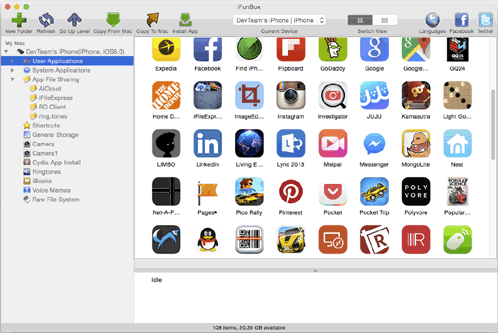 iFunBox
New Folder Refresh Go Up Level Copy From Mac Copy To Mac Install App
DevTeam's iPhone | iPhone
Current Device Switch View Languages Facebook Twitter
My Mac
DevTeam's iPhone(iPhone, iOS8.0)
User Applications
System Applications
App File Sharing
AiCloud
iFileExpress
RD Client
ring.tones
Shortcuts
General Storage
Camera
Camera1
Cydia App Install
Ringtones
iBooks
Voice Memos
Raw File System
Expedia Facebook Find iPh... Flipboard GoDaddy Google Google... GQ24
GQ24
Home D... iFileExpr... ImageEd... Instagram Investigator JUJU Kamasutra Light Go...
LIMBO LinkedIn Living E... Lync 2013 Meipai Messenger MongoLite Nest
POLY
VORE
Net-A-P... Pages Pico Rally Pinterest Pocket Pocket Trip Polyvore Popular...
Idle
108 items, 20.35 GB available